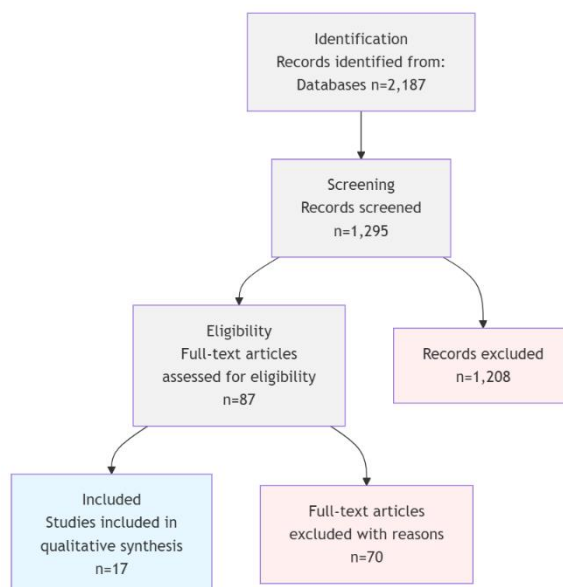 Identification
Records identified from:
Databases n=2,187
Screening
Records screened
n=1,295
Eligibility
Full-text articles
assessed for eligibility
n=87
Records excluded
n=1,208
Included
Studies included in
qualitative synthesis
n=17
Full-text articles
excluded with reasons
n=70